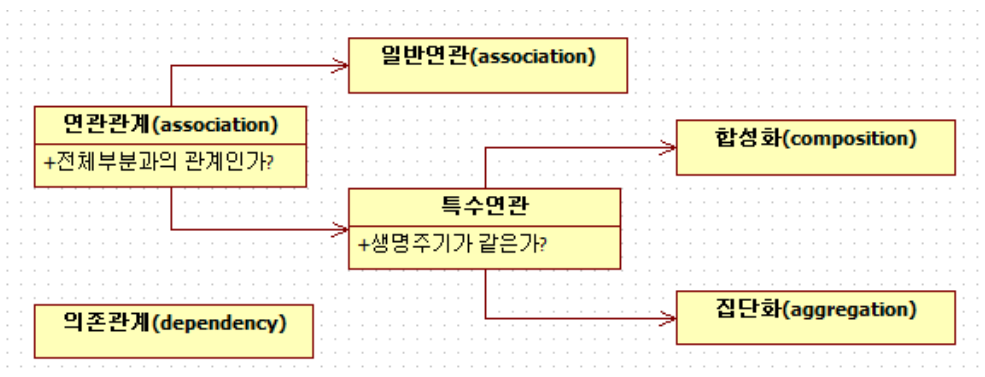 일반연관(association)
연관관계(association)
+전체부분과의 관계인가?
합성화(composition)
특수연관
+생명주기가 같은가?
집단화(aggregation)
의존관계(dependency)